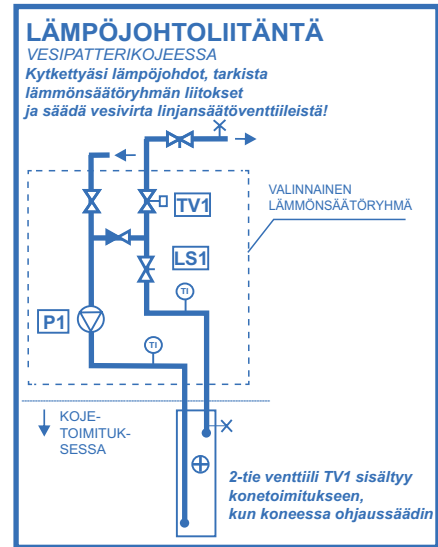 LÄMPÖJOHTOLIITÄNTÄ
VESIPATTERIKOJEESSA
Kytkettyäsi lämpöjohdot, tarkista
lämmönsäätöryhmän liitokset
ja säädä vesivirta linjansäätöventtiileistä!
TV1
VALINNAINEN
LÄMMÖNSÄÄTÖRYHMÄ
LS1
TI
P1
TI
KOJE-
TOIMITUK-
SESSA
2-tie venttiili TV1 sisältyy
konetoimitukseen,
kun koneessa ohjaussäädin